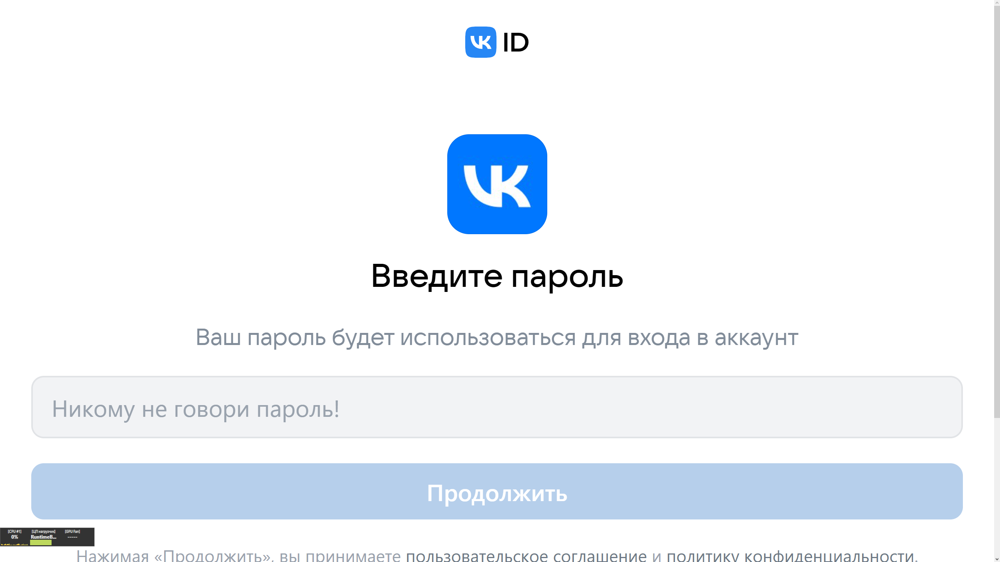 VK ID
VK
Введите пароль
Ваш пароль будет использоваться для входа в аккаунт
Никому не говори пароль!
Продолжить
[CPU #1] [ЦП нагрузчик] [GPU Fan]
0% RuntimeB... -----
Нажимая «Продолжить», вы принимаете пользовательское соглашение и политику конфиденциальности.